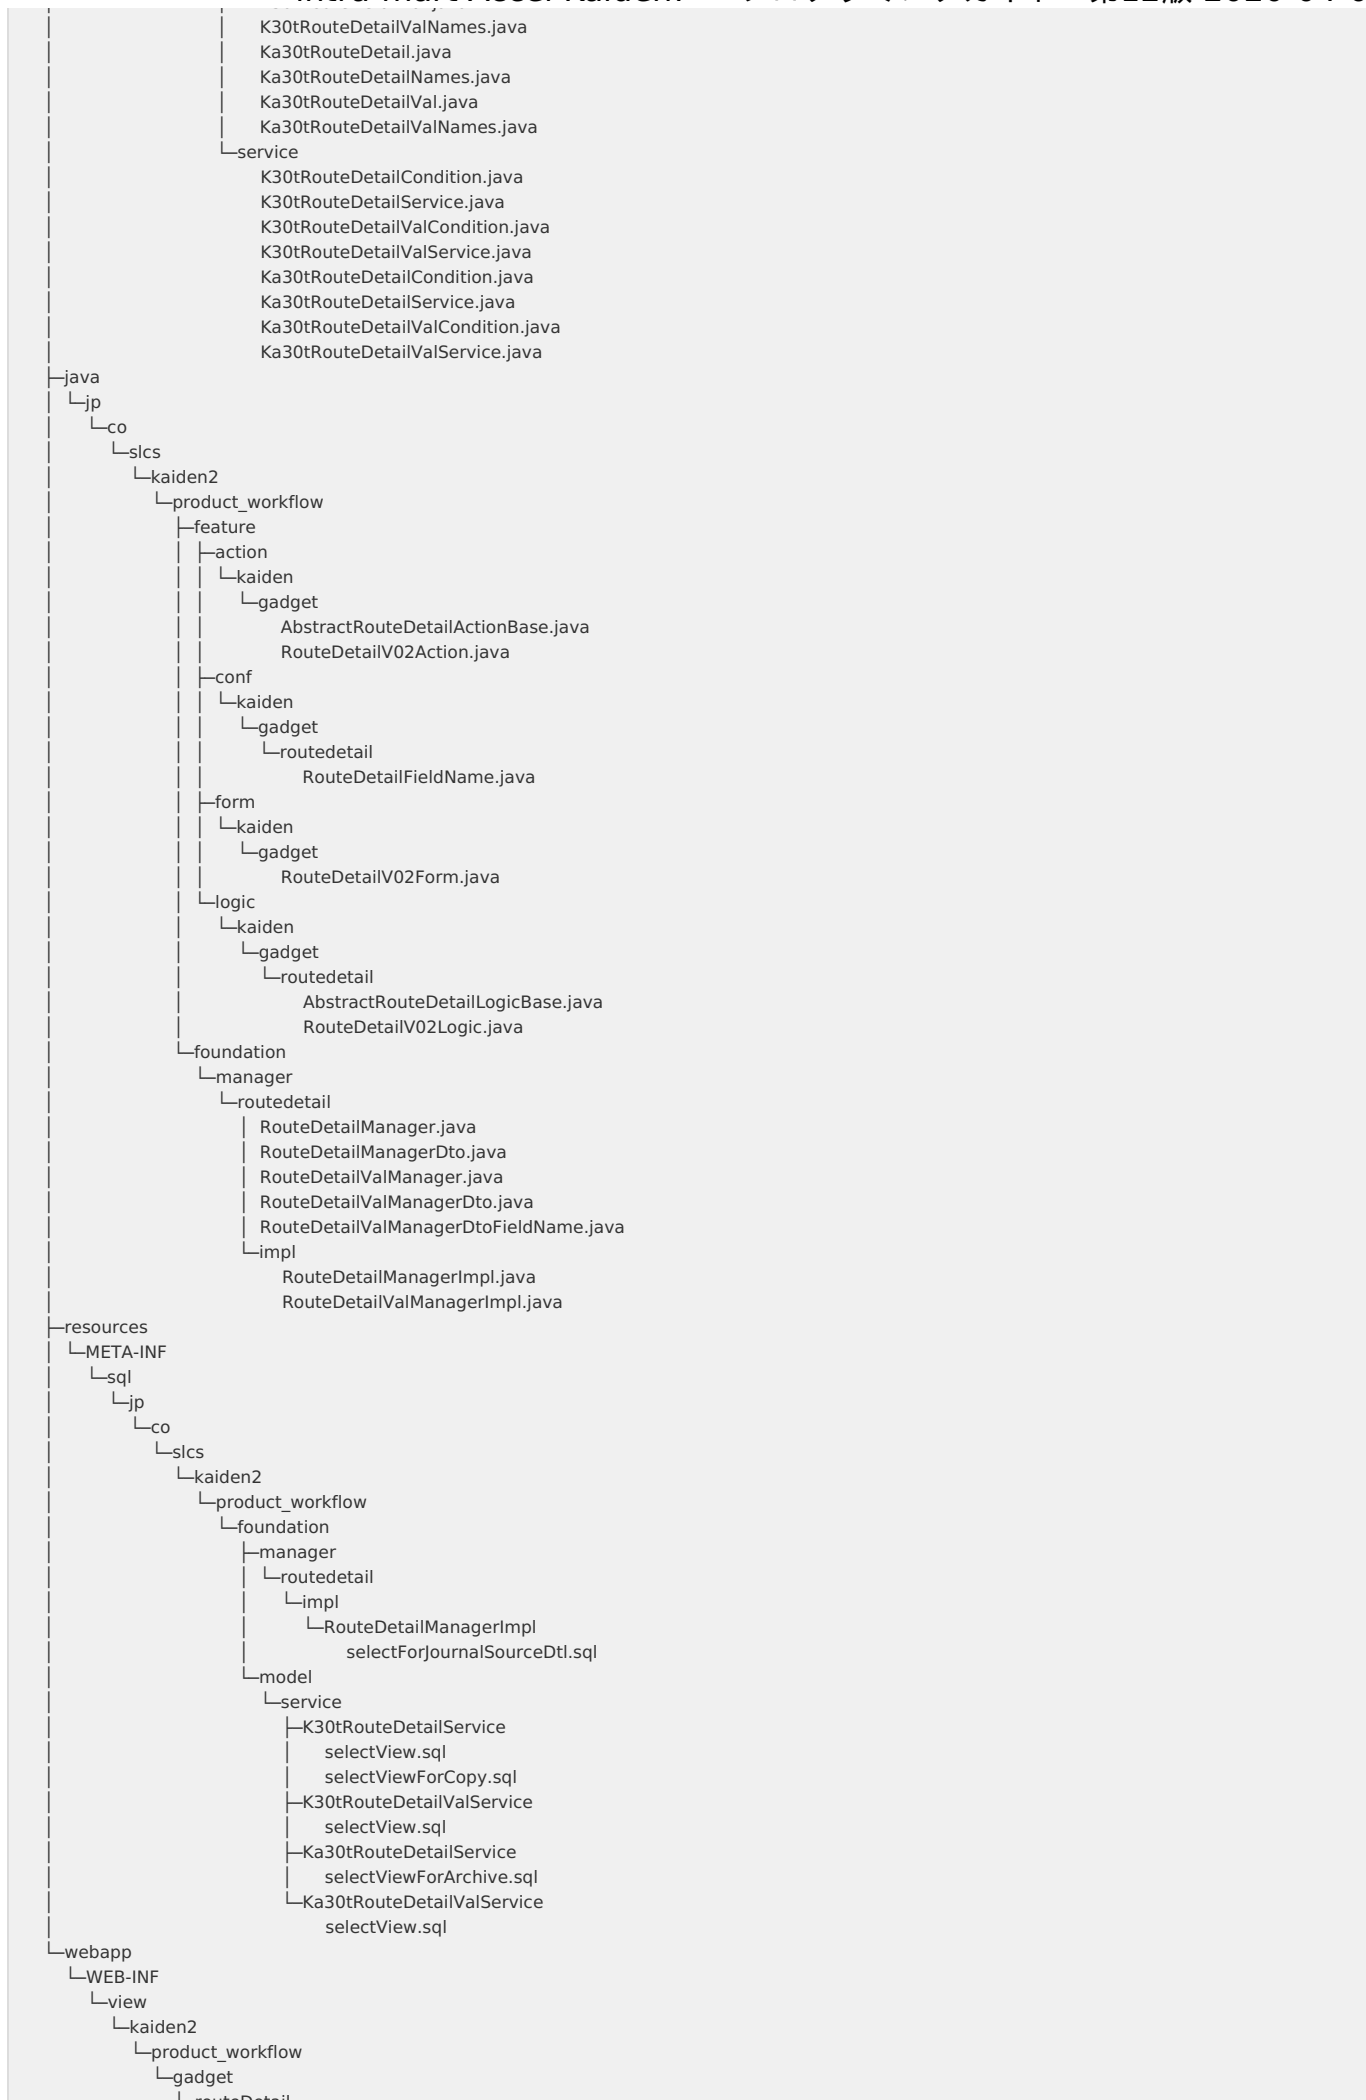 K30tRouteDetailValNames.java
Ka30tRouteDetail.java
Ka30tRouteDetailNames.java
Ka30tRouteDetailVal.java
Ka30tRouteDetailValNames.java
└─service
K30tRouteDetailCondition.java
K30tRouteDetailService.java
K30tRouteDetailValCondition.java
K30tRouteDetailValService.java
Ka30tRouteDetailCondition.java
Ka30tRouteDetailService.java
Ka30tRouteDetailValCondition.java
Ka30tRouteDetailValService.java
├─java
│ └─jp
└─co
└─slcs
└─kaiden2
└─product_workflow
├─feature
│ ├─action
│ │ └─kaiden
│ │ └─gadget
│ │ AbstractRouteDetailActionBase.java
│ │ RouteDetailV02Action.java
│ ├─conf
│ │ └─kaiden
│ │ └─gadget
│ │ └─routedetail
│ │ RouteDetailFieldName.java
│ ├─form
│ │ └─kaiden
│ │ └─gadget
│ │ RouteDetailV02Form.java
│ └─logic
│ └─kaiden
│ └─gadget
│ └─routedetail
│ AbstractRouteDetailLogicBase.java
│ RouteDetailV02Logic.java
└─foundation
└─manager
└─routedetail
│ RouteDetailManager.java
│ RouteDetailManagerDto.java
│ RouteDetailValManager.java
│ RouteDetailValManagerDto.java
│ RouteDetailValManagerDtoFieldName.java
└─impl
RouteDetailManagerImpl.java
RouteDetailValManagerImpl.java
├─resources
│ └─META-INF
└─sql
└─jp
└─co
└─slcs
└─kaiden2
└─product_workflow
└─foundation
├─manager
│ └─routedetail
│ └─impl
│ └─RouteDetailManagerImpl
│ selectForJournalSourceDtl.sql
└─model
└─service
├─K30tRouteDetailService
│ selectView.sql
│ selectViewForCopy.sql
├─K30tRouteDetailValService
│ selectView.sql
├─Ka30tRouteDetailService
│ selectViewForArchive.sql
└─Ka30tRouteDetailValService
selectView.sql
└─webapp
└─WEB-INF
└─view
└─kaiden2
└─product_workflow
└─gadget